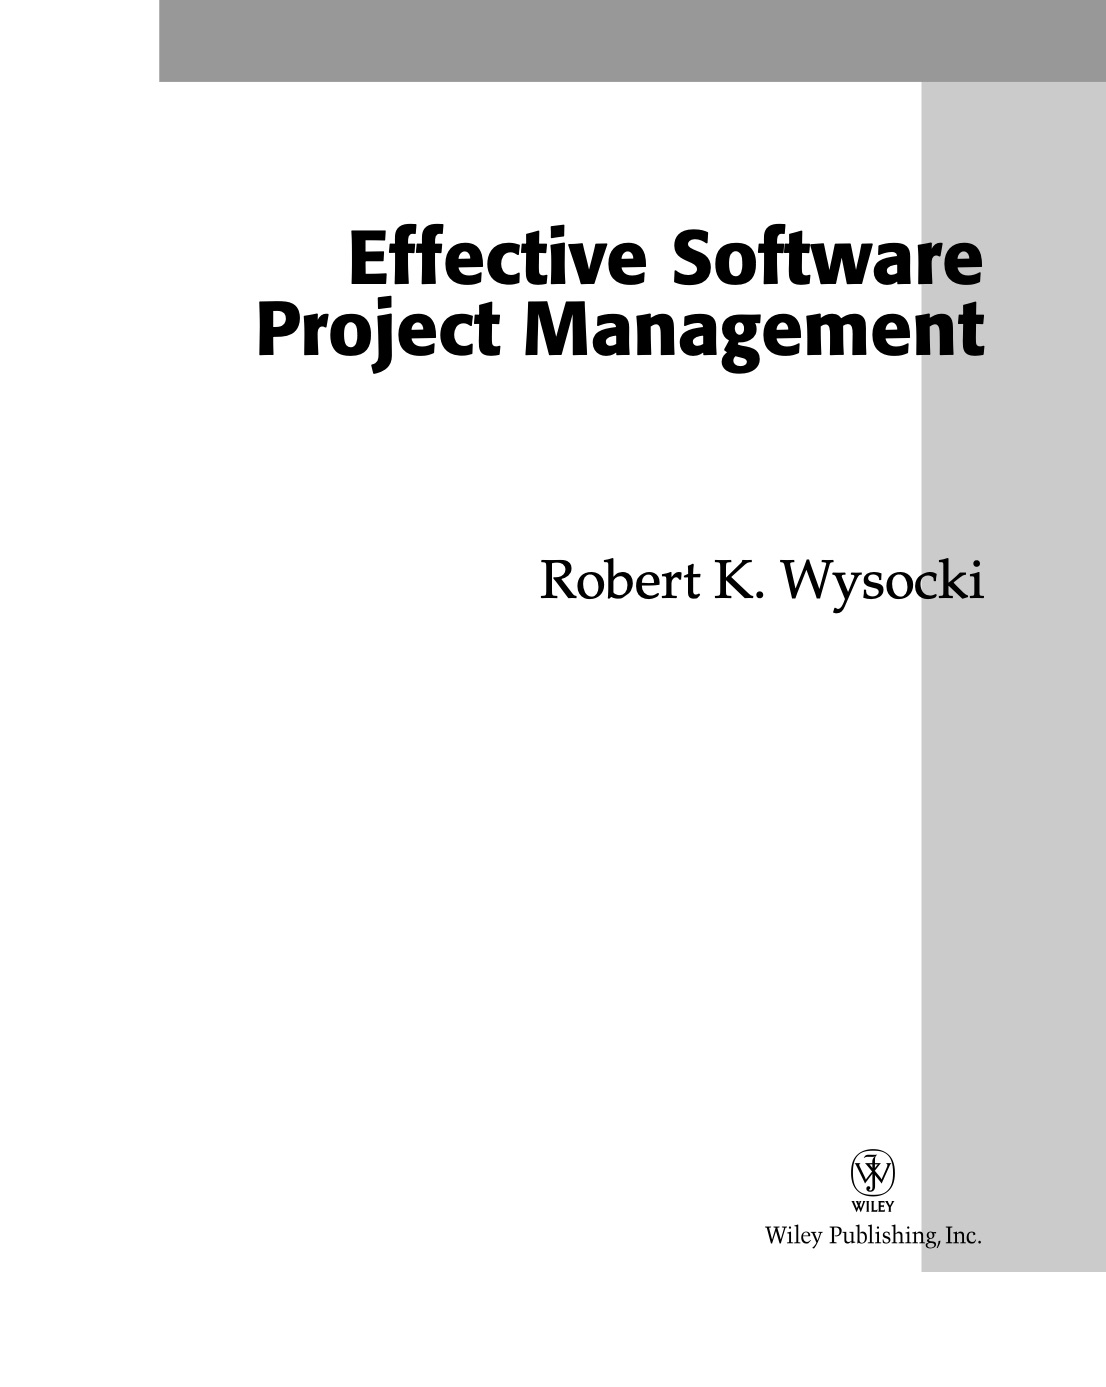 Effective Software
Project Management
Robert K. Wysocki
WILEY
Wiley Publishing, Inc.